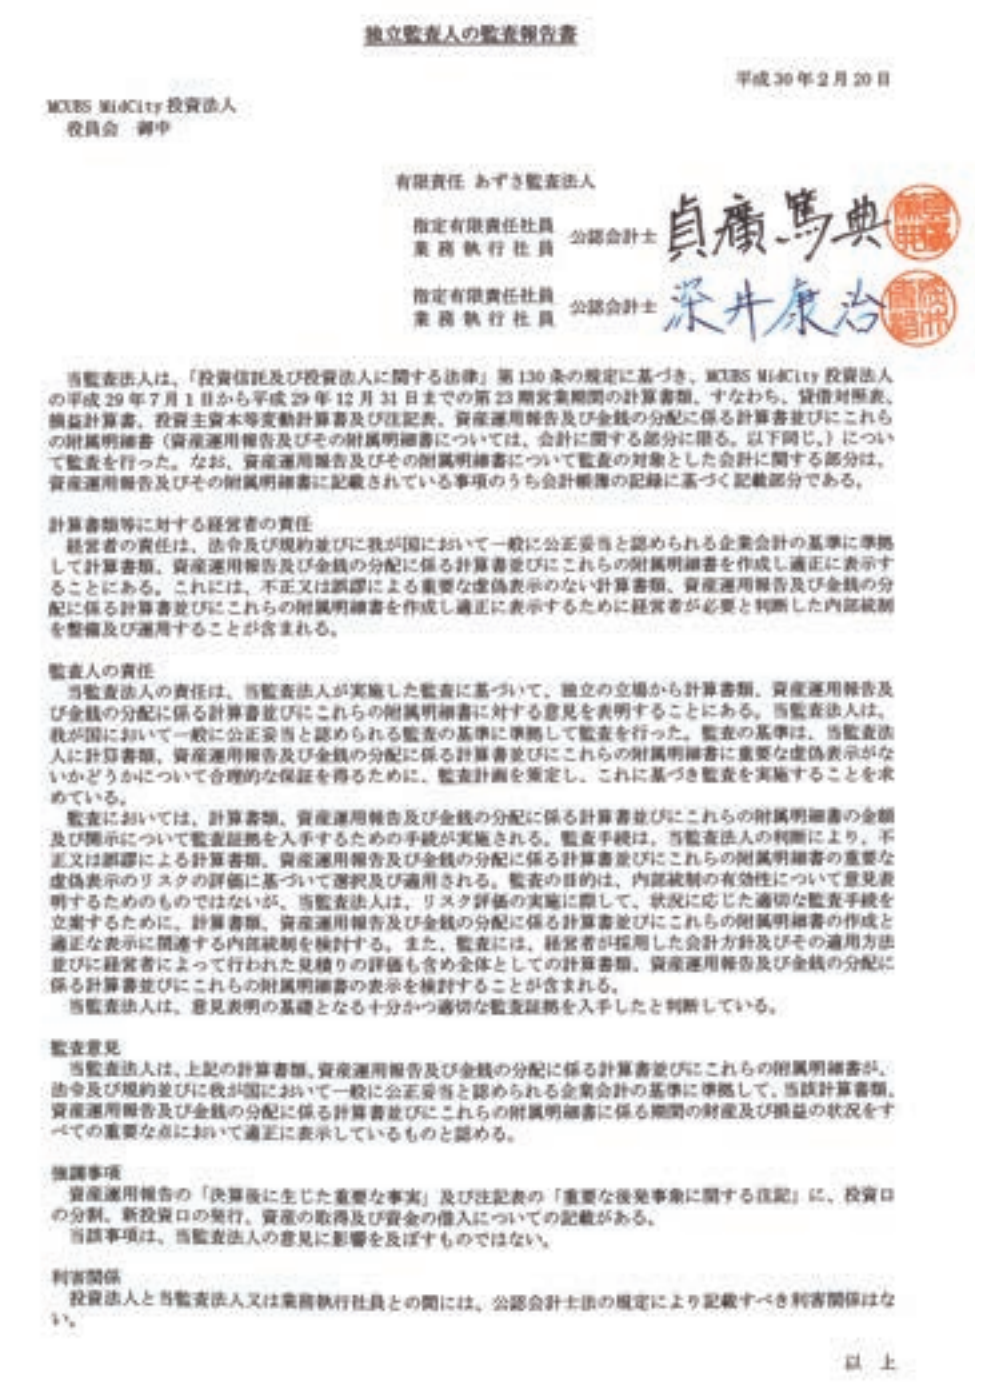 独立監査人の監査報告書
平成30年2月20日
MCUBS MidCity 投資法人
役員会 御中
有限責任 あずさ監査法人
指定有限責任社員
業務執行社員
公認会計士 貞廣篤典
指定有限責任社員
業務執行社員
公認会計士 深井康治
当監査法人は、「投資信託及び投資法人に関する法律」第130条の規定に基づき、MCUBS MidCity 投資法人
の平成29年7月1日から平成29年12月31日までの第23期営業期間の計算書類、すなわち、貸借対照表、
損益計算書、投資主資本等変動計算書及び注記表、資産運用報告及び金銭の分配に係る計算書並びにこれら
の附属明細書(資産運用報告及びその附属明細書については、会計に関する部分に限る。以下同じ。)につい
て監査を行った。なお、資産運用報告及びその附属明細書について監査の対象とした会計に関する部分は、
資産運用報告及びその附属明細書に記載されている事項のうち会計帳簿の記録に基づく記載部分である。
計算書類等に対する経営者の責任
経営者の責任は、法令及び規約並びに我が国において一般に公正妥当と認められる企業会計の基準に準拠
して計算書類、資産運用報告及び金銭の分配に係る計算書並びにこれらの附属明細書を作成し適正に表示す
ることにある。これには、不正又は誤謬による重要な虚偽表示のない計算書類、資産運用報告及び金銭の分
配に係る計算書並びにこれらの附属明細書を作成し適正に表示するために経営者が必要と判断した内部統制
を整備及び運用することが含まれる。
監査人の責任
当監査法人の責任は、当監査法人が実施した監査に基づいて、独立の立場から計算書類、資産運用報告及
び金銭の分配に係る計算書並びにこれらの附属明細書に対する意見を表明することにある。当監査法人は、
我が国において一般に公正妥当と認められる監査の基準に準拠して監査を行った。監査の基準は、当監査法
人に計算書類、資産運用報告及び金銭の分配に係る計算書並びにこれらの附属明細書に重要な虚偽表示がな
いかどうかについて合理的な保証を得るために、監査計画を策定し、これに基づき監査を実施することを求
めている。
監査においては、計算書類、資産運用報告及び金銭の分配に係る計算書並びにこれらの附属明細書の金額
及び開示について監査証拠を入手するための手続が実施される。監査手続は、当監査法人の判断により、不
正又は誤謬による計算書類、資産運用報告及び金銭の分配に係る計算書並びにこれらの附属明細書の重要な
虚偽表示のリスクの評価に基づいて選択及び適用される。監査の目的は、内部統制の有効性について意見表
明するためのものではないが、当監査法人は、リスク評価の実施に際して、状況に応じた適切な監査手続を
立案するために、計算書類、資産運用報告及び金銭の分配に係る計算書並びにこれらの附属明細書の作成と
適正な表示に関連する内部統制を検討する。また、監査には、経営者が採用した会計方針及びその適用方法
並びに経営者によって行われた見積りの評価も含め全体としての計算書類、資産運用報告及び金銭の分配に
係る計算書並びにこれらの附属明細書の表示を検討することが含まれる。
当監査法人は、意見表明の基礎となる十分かつ適切な監査証拠を入手したと判断している。
監査意見
当監査法人は、上記の計算書類、資産運用報告及び金銭の分配に係る計算書並びにこれらの附属明細書が、
法令及び規約並びに我が国において一般に公正妥当と認められる企業会計の基準に準拠して、当該計算書類、
資産運用報告及び金銭の分配に係る計算書並びにこれらの附属明細書に係る期間の財産及び損益の状況をす
べての重要な点において適正に表示しているものと認める。
強調事項
資産運用報告の「決算後に生じた重要な事実」及び注記表の「重要な後発事象に関する注記」に、投資口
の分割、新投資口の発行、資産の取得及び資金の借入についての記載がある。
当該事項は、当監査法人の意見に影響を及ぼすものではない。
利害関係
投資法人と当監査法人又は業務執行社員との間には、公認会計士法の規定により記載すべき利害関係はな
い。
以 上